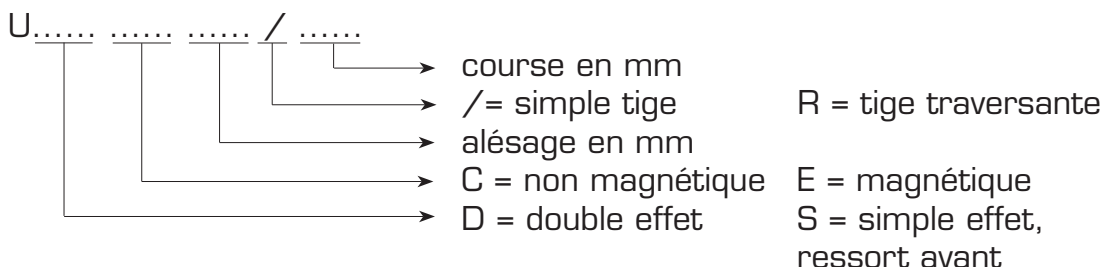 U...... ...... ...... / ......
course en mm
/= simple tige R = tige traversante
alésage en mm
C = non magnétique E = magnétique
D = double effet S = simple effet,
ressort avant